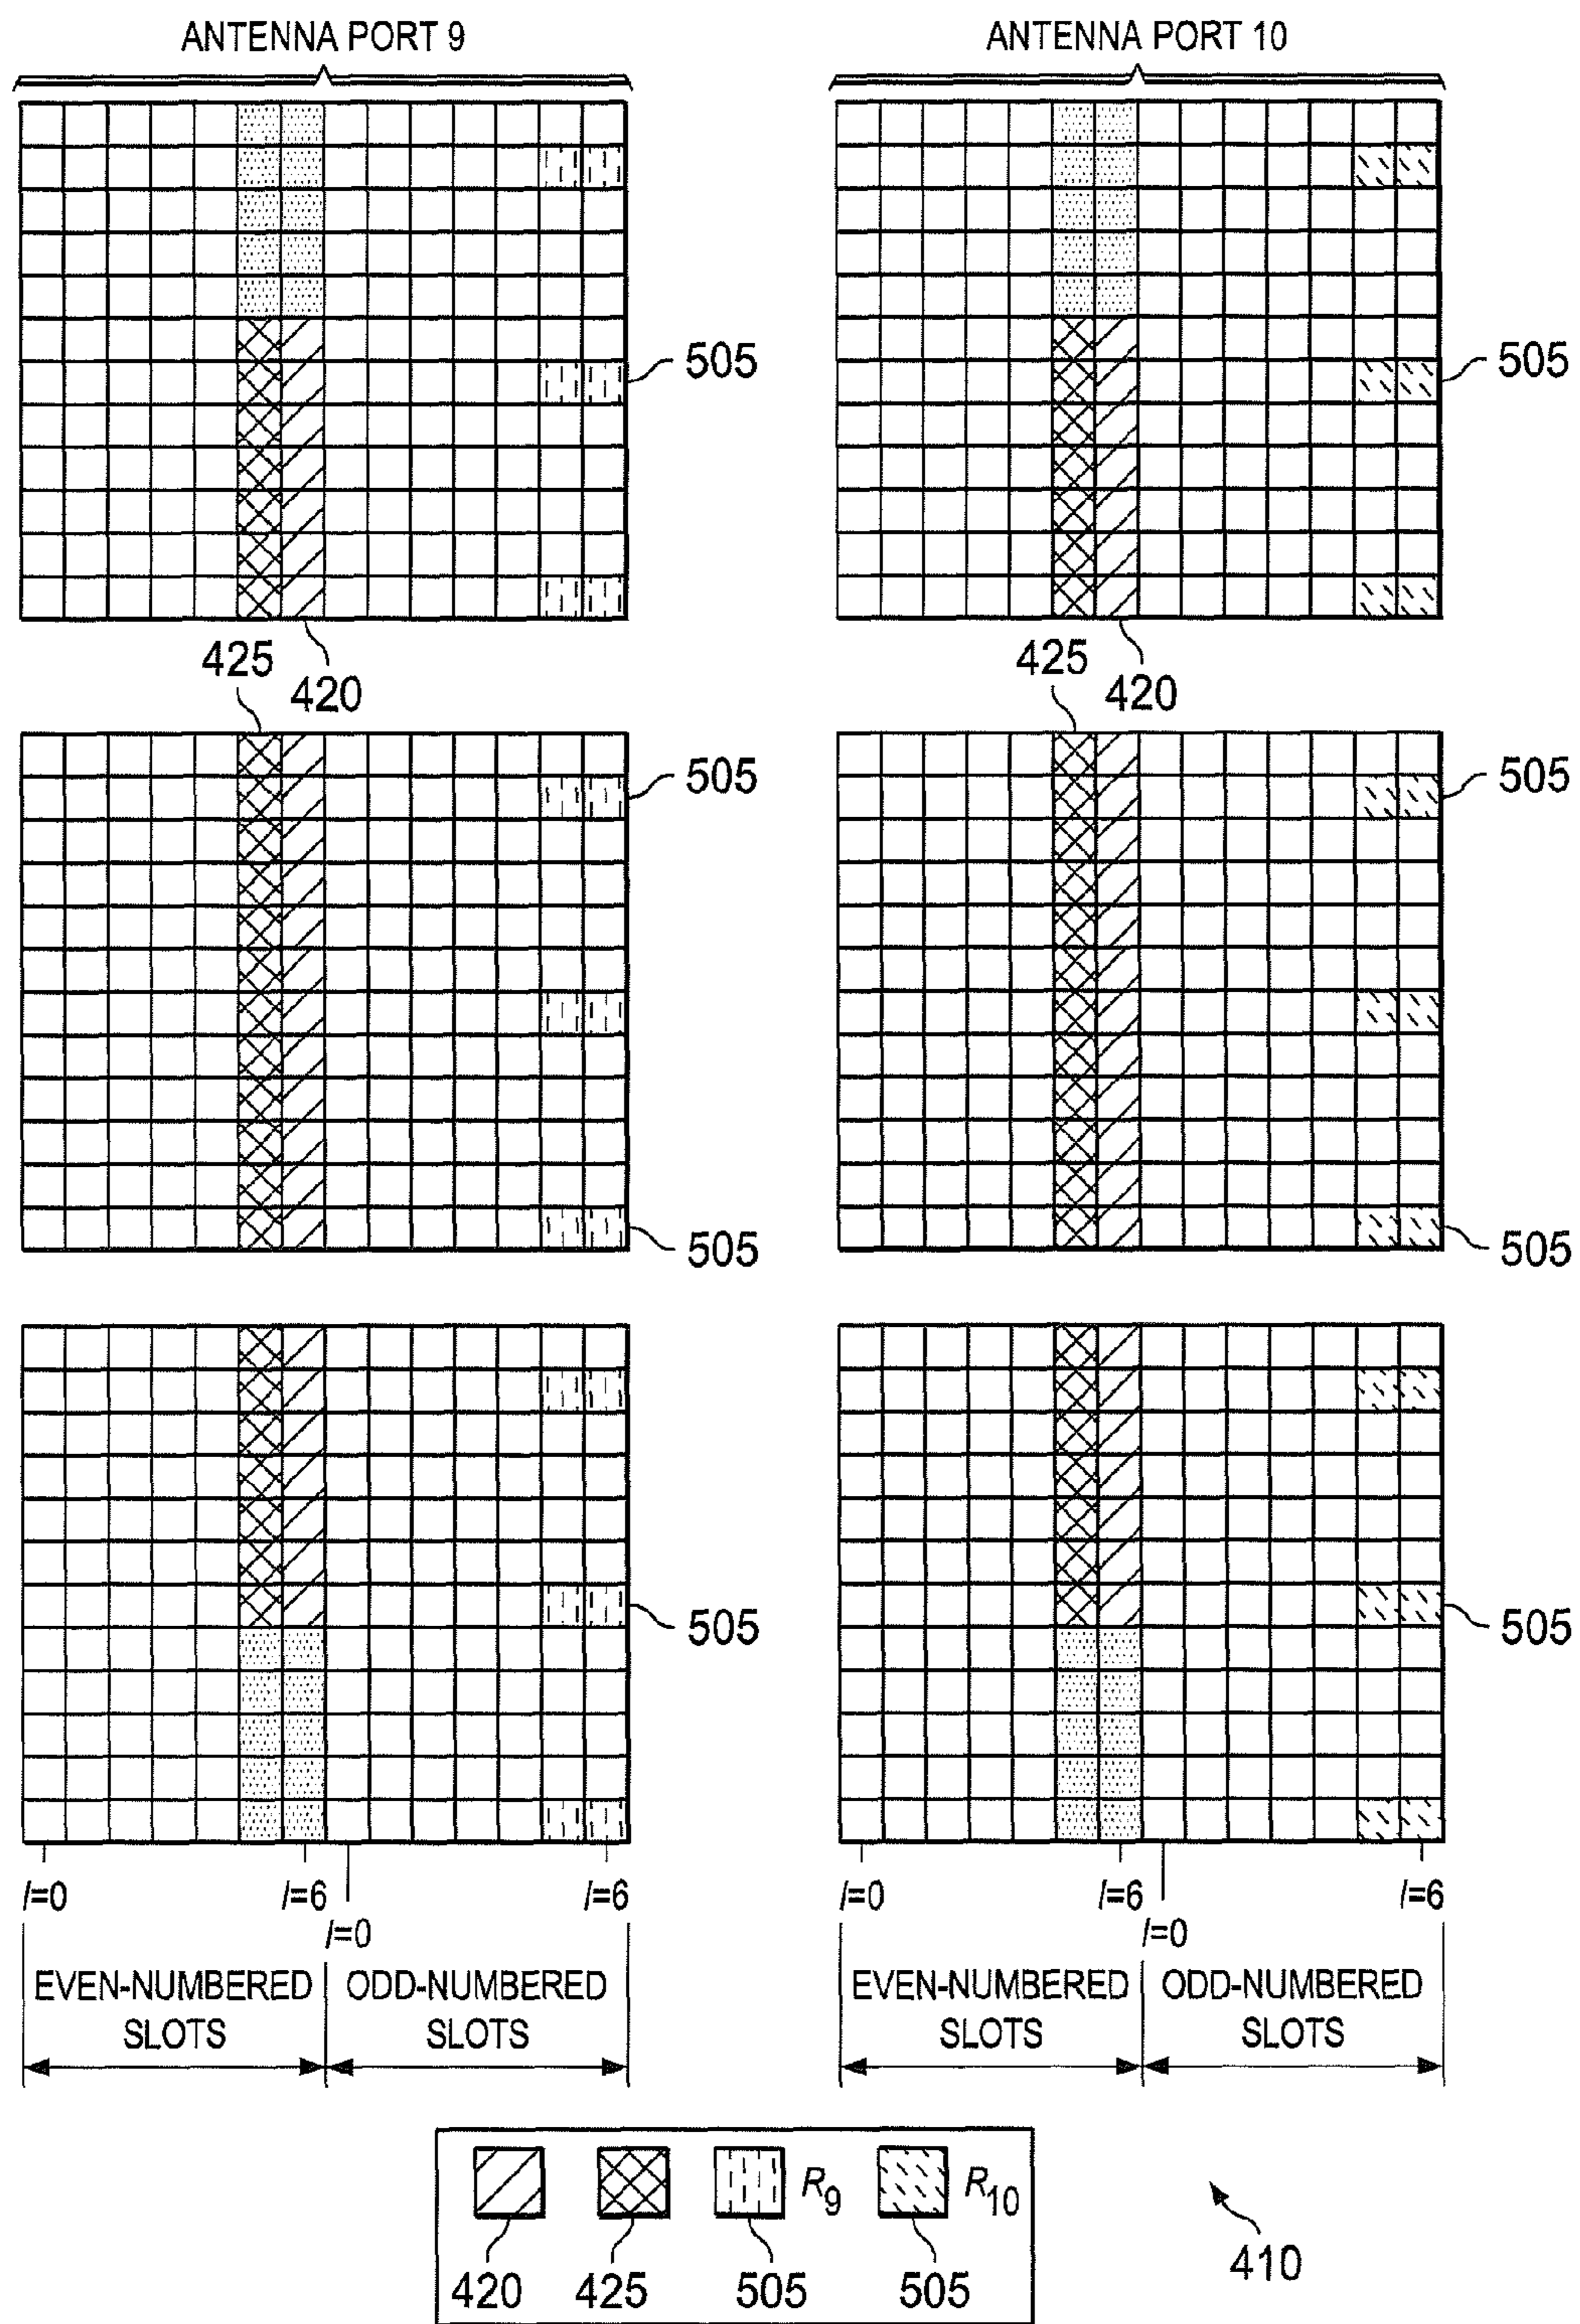 ANTENNA PORT 9 ANTENNA PORT 10
505 505
425 420 425 420
505 505
505 505
505 505
l=0 l=6 l=6 l=0 l=6 l=6
l=0 l=0
EVEN-NUMBERED ODD-NUMBERED EVEN-NUMBERED ODD-NUMBERED
SLOTS SLOTS SLOTS SLOTS
R9 R10
420 425 505 505
410